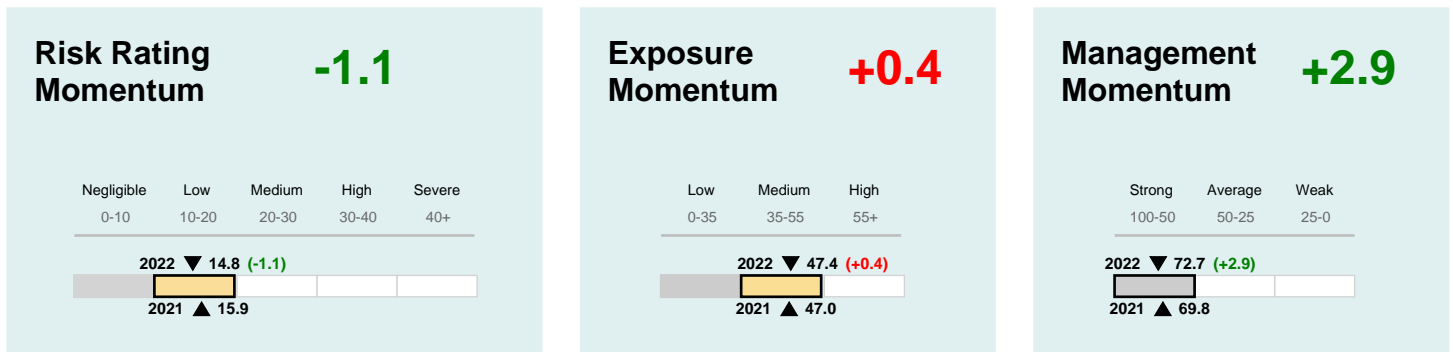 Risk Rating
Momentum
-1.1
Negligible Low Medium High Severe
0-10 10-20 20-30 30-40 40+
2022 ▼ 14.8 (-1.1)
2021 ▲ 15.9
Exposure
Momentum
+0.4
Low Medium High
0-35 35-55 55+
2022 ▼ 47.4 (+0.4)
2021 ▲ 47.0
Management
Momentum
+2.9
Strong Average Weak
100-50 50-25 25-0
2022 ▼ 72.7 (+2.9)
2021 ▲ 69.8